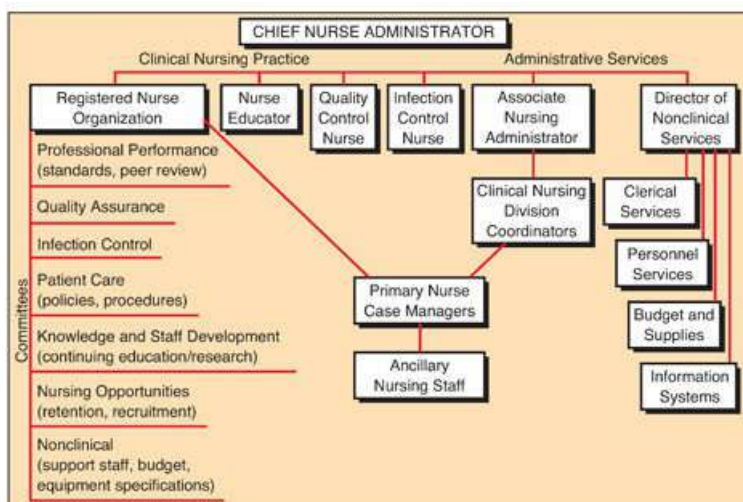 CHIEF NURSE ADMINISTRATOR
Clinical Nursing Practice
Administrative Services
Registered Nurse
Organization
Nurse
Educator
Quality
Control
Nurse
Infection
Control
Nurse
Associate
Nursing
Administrator
Director of
Nonclinical
Services
Committees
Professional Performance
(standards, peer review)
Quality Assurance
Infection Control
Patient Care
(policies, procedures)
Knowledge and Staff Development
(continuing education/research)
Nursing Opportunities
(retention, recruitment)
Nonclinical
(support staff, budget,
equipment specifications)
Clinical Nursing
Division
Coordinators
Primary Nurse
Case Managers
Ancillary
Nursing Staff
Clerical
Services
Personnel
Services
Budget and
Supplies
Information
Systems